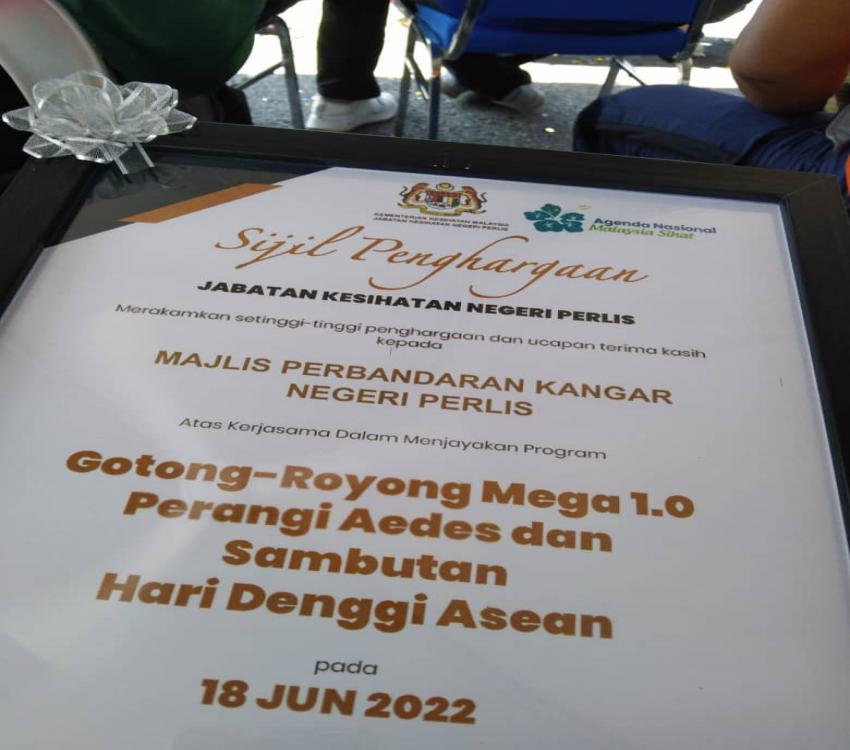 KEMENTERIAN KESIHATAN MALAYSIA
JABATAN KESIHATAN NEGERI PERLIS
Agenda Nasional
Malaysia Sihat
Sijil Penghargaan
JABATAN KESIHATAN NEGERI PERLIS
Merakamkan setinggi-tinggi penghargaan dan ucapan terima kasih
kepada
MAJLIS PERBANDARAN KANGAR
NEGERI PERLIS
Atas Kerjasama Dalam Menjayakan Program
Gotong-Royong Mega 1.0
Perangi Aedes dan
Sambutan
Hari Denggi Asean
pada
18 JUN 2022